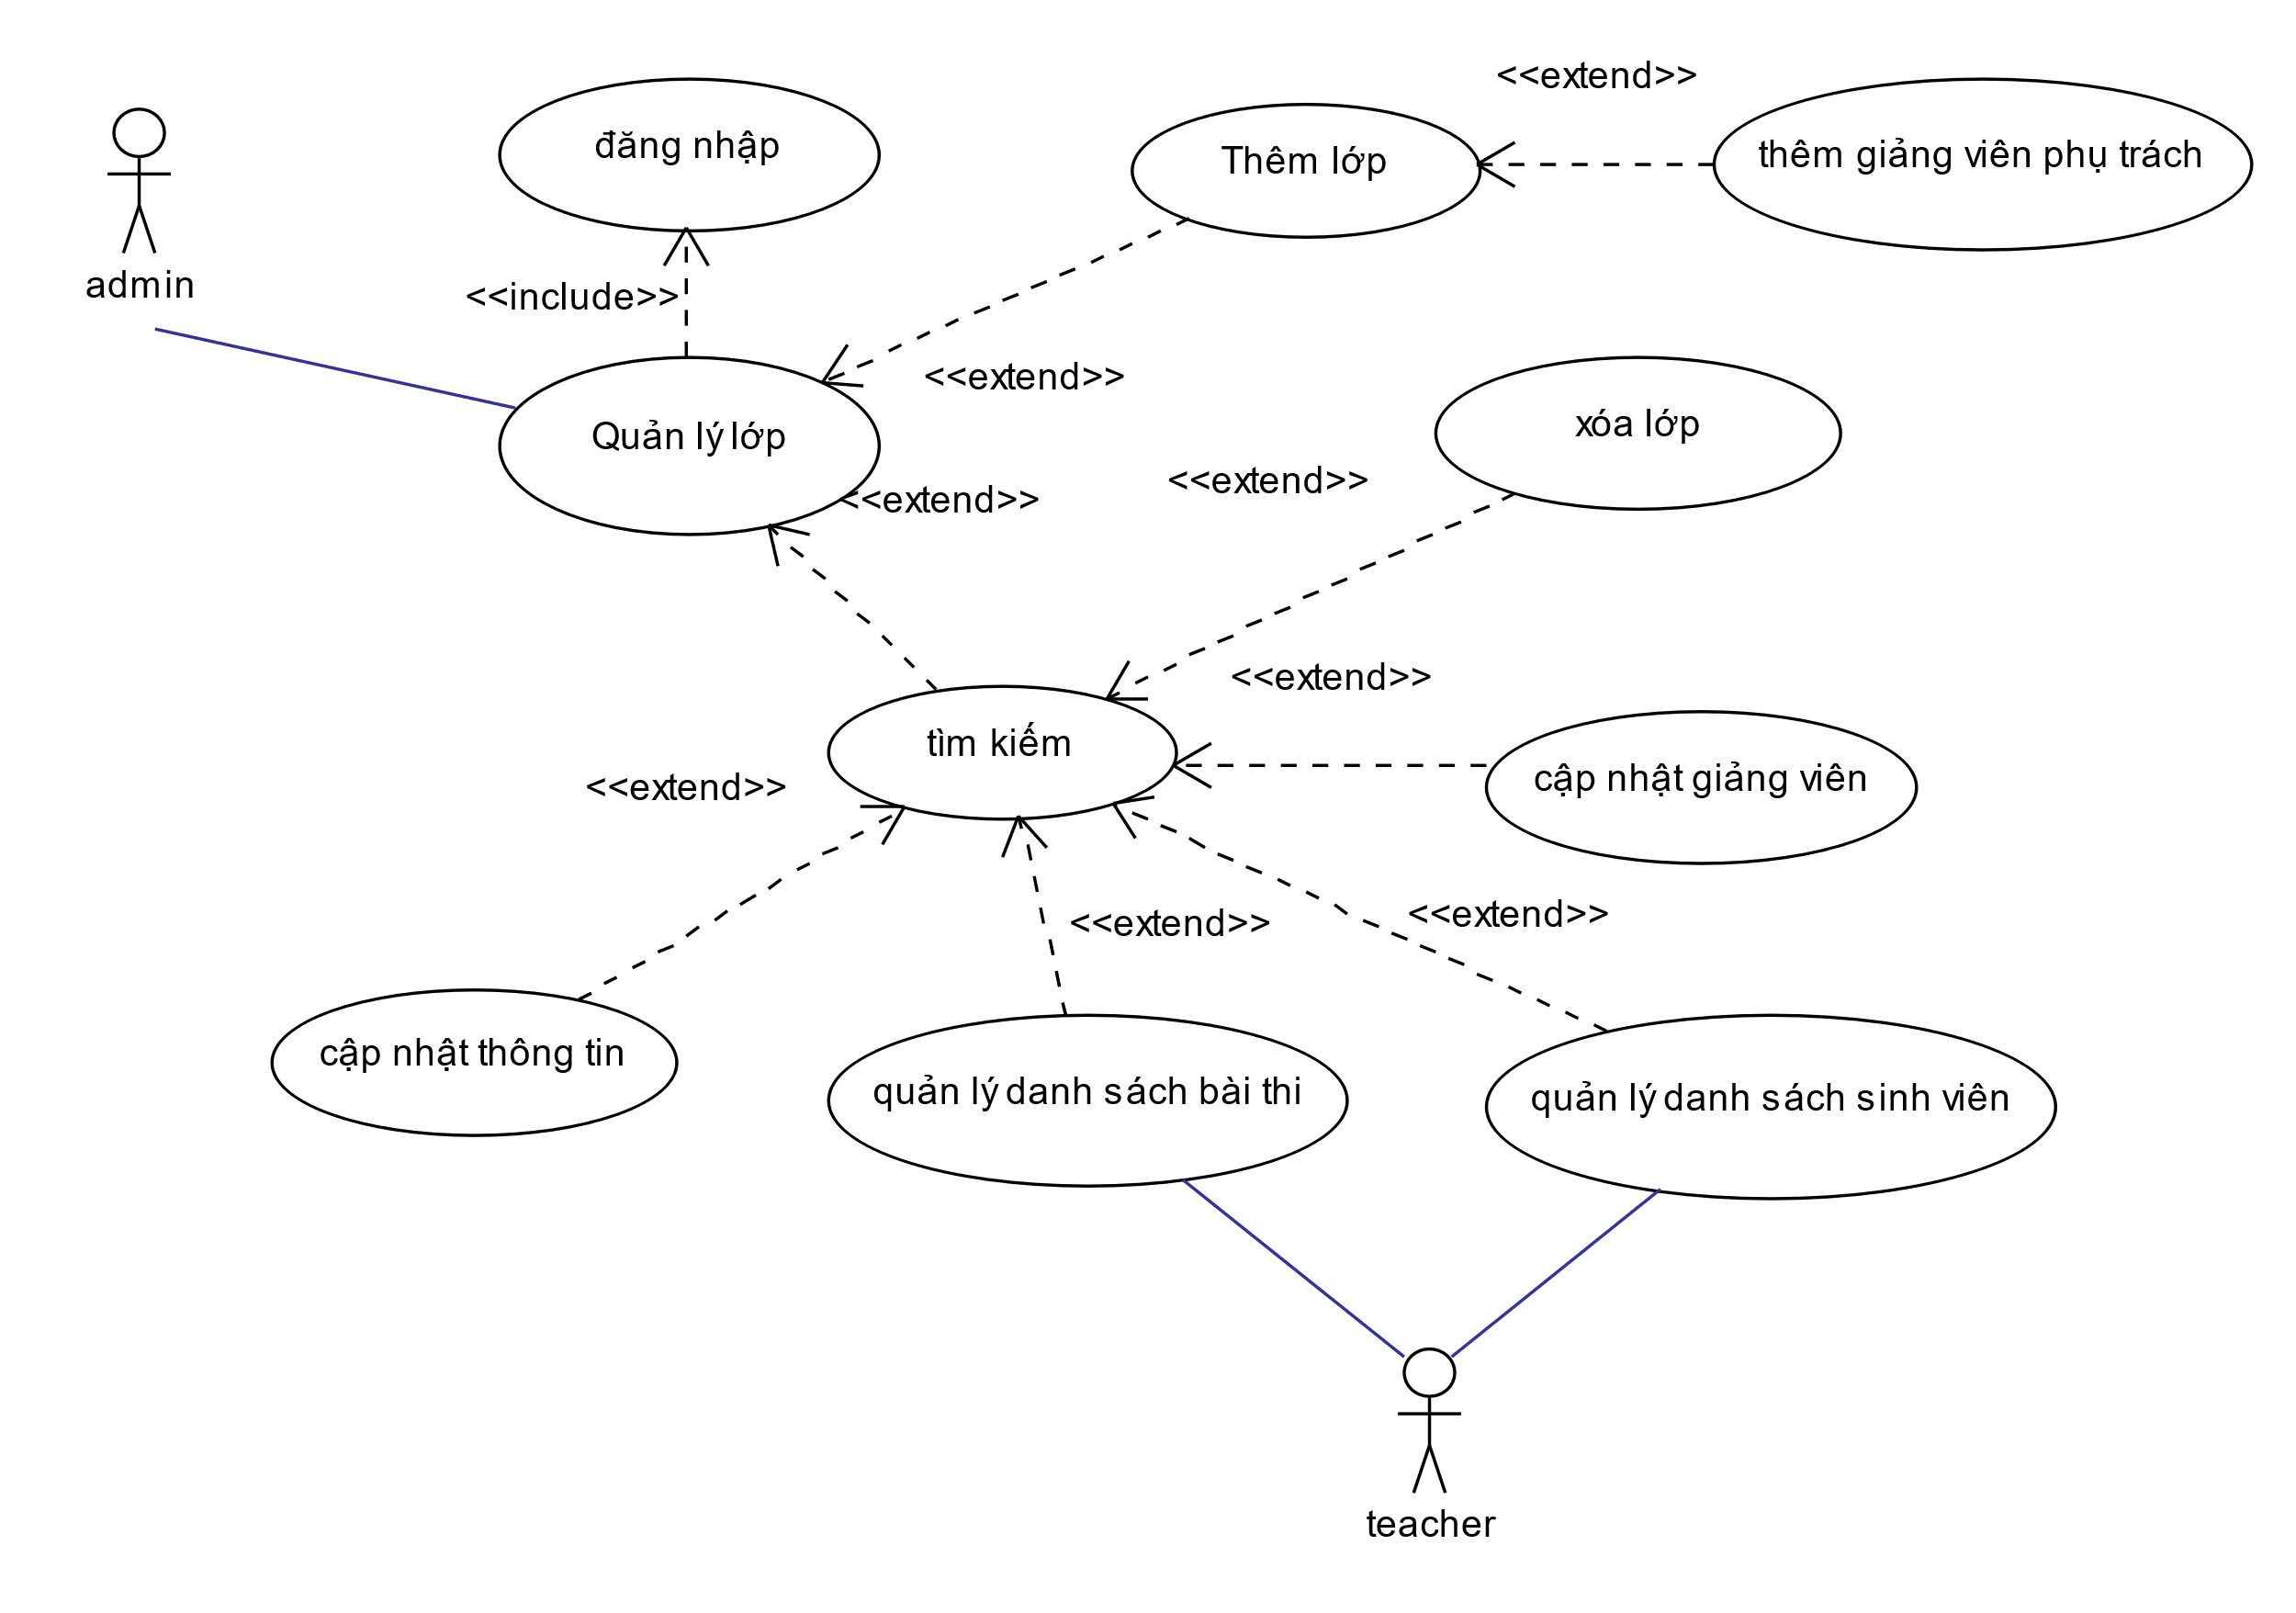 <<extend>>
đăng nhập
Thêm lớp
thêm giảng viên phụ trách
admin
<<include>>
<<extend>>
Quản lý lớp
xóa lớp
<<extend>>
<<extend>>
<<extend>>
tìm kiếm
cập nhật giảng viên
<<extend>>
<<extend>>
<<extend>>
cập nhật thông tin
quản lý danh sách bài thi
quản lý danh sách sinh viên
teacher